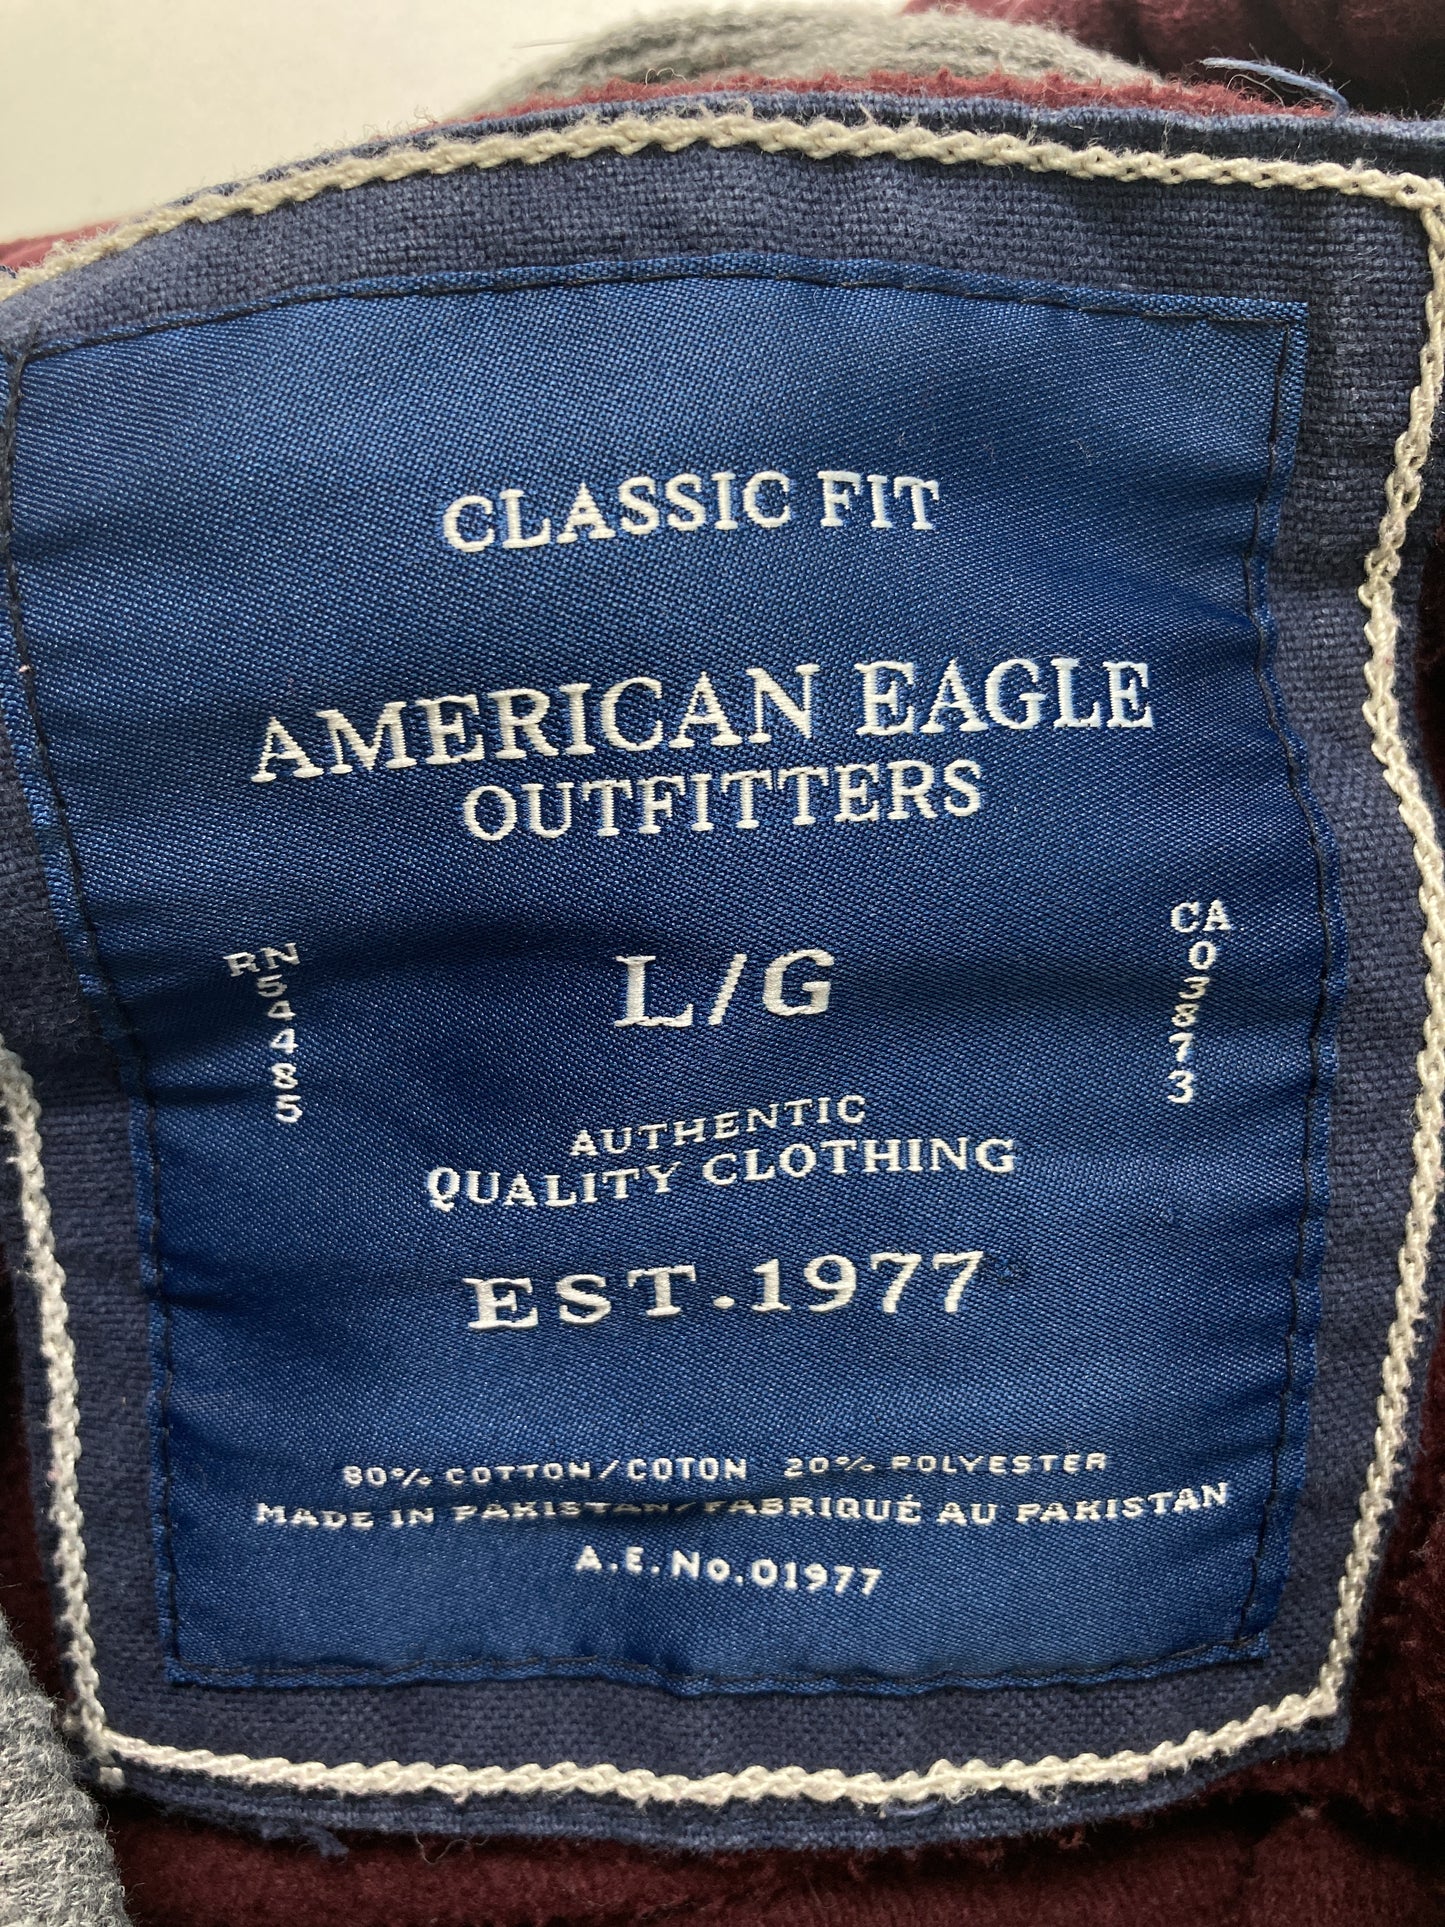 CLASSIC FIT
AMERICAN EAGLE
OUTFITTERS
RN
54485
L/G
CA
03873
AUTHENTIC
QUALITY CLOTHING
EST.1977
80% COTTON/COTON 20% POLYESTER
MADE IN PAKISTAN/FABRIQUÉ AU PAKISTAN
A.E.No.01977